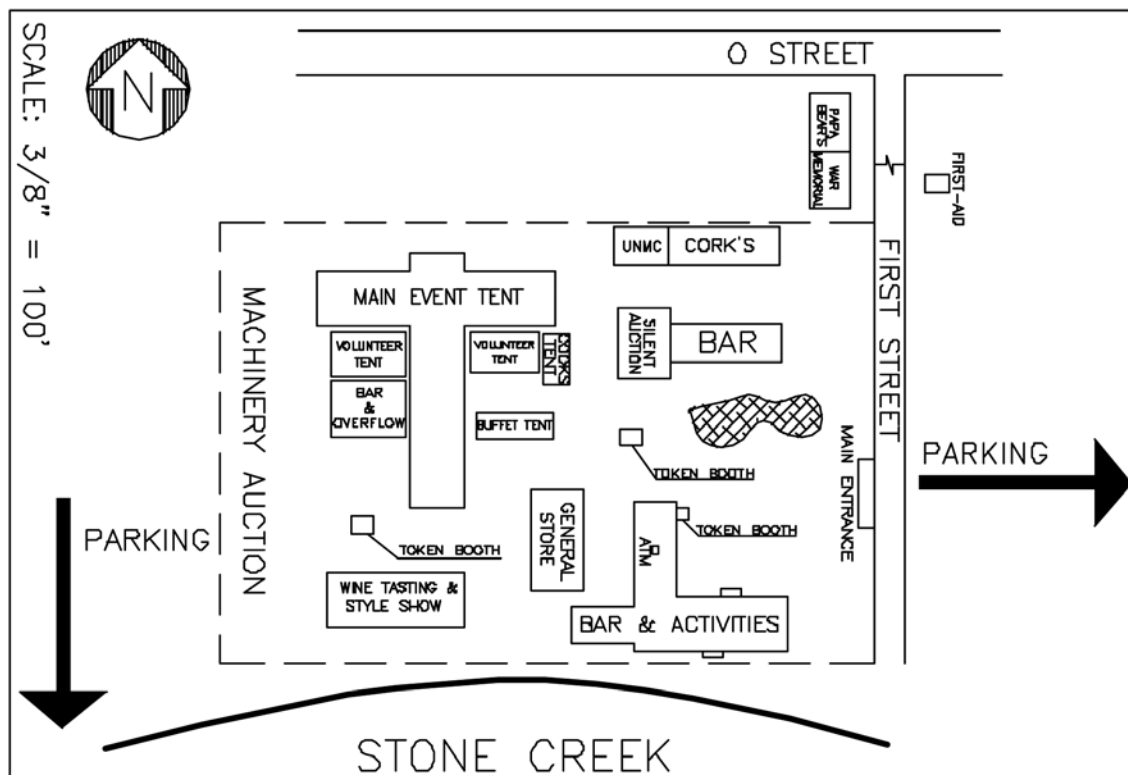 SCALE: 3/8" = 100'
N
O STREET
PAPA
BEAR'S
WAR
MEMORIAL
FIRST-AID
FIRST STREET
UNMC
CORK'S
MAIN EVENT TENT
MACHINERY AUCTION
VOLUNTEER
TENT
VOLUNTEER
TENT
COOKS
TENT
SILENT
AUCTION
BAR
BAR
&
OVERFLOW
BUFFET TENT
TOKEN BOOTH
MAIN ENTRANCE
PARKING
PARKING
TOKEN BOOTH
GENERAL
STORE
ATM
TOKEN BOOTH
WINE TASTING &
STYLE SHOW
BAR & ACTIVITIES
STONE CREEK